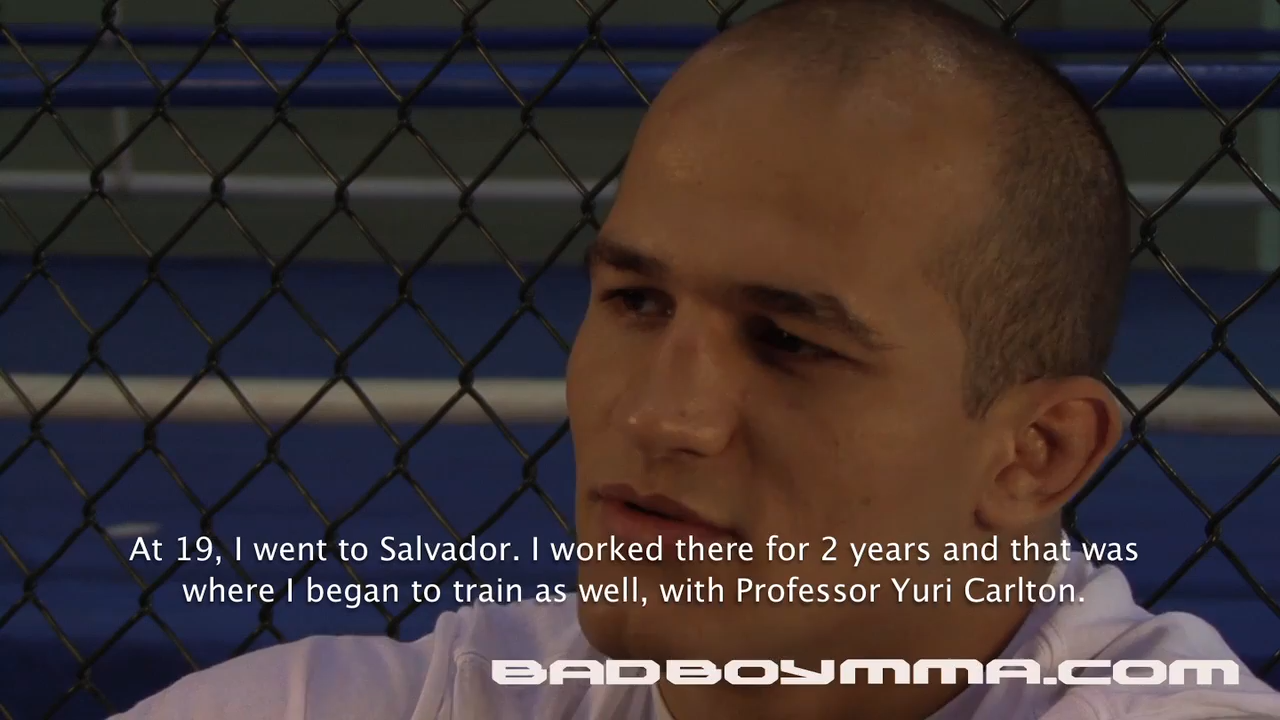 At 19, I went to Salvador. I worked there for 2 years and that was
where I began to train as well, with Professor Yuri Carlton.
BADBOYMMA.COM